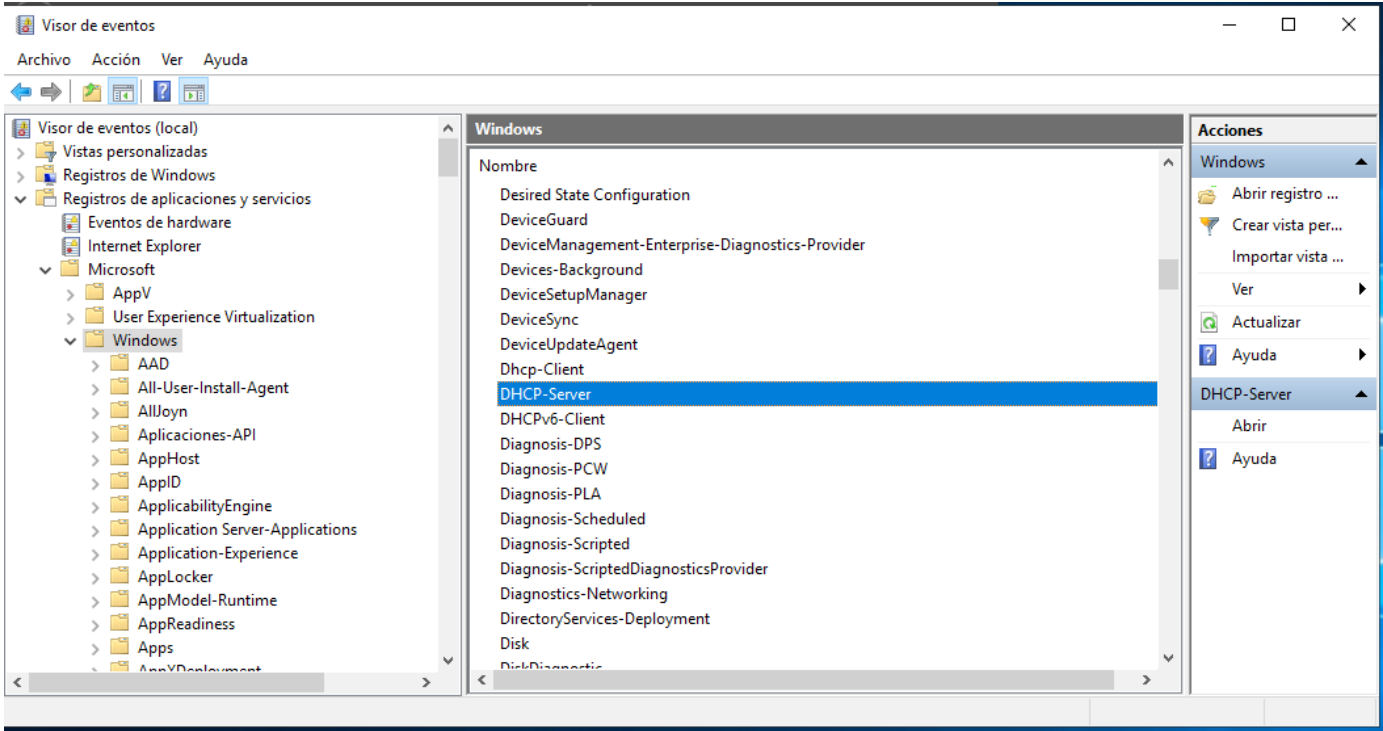 Visor de eventos
Archivo Acción Ver Ayuda
Visor de eventos (local)
Vistas personalizadas
Registros de Windows
Registros de aplicaciones y servicios
Eventos de hardware
Internet Explorer
Microsoft
AppV
User Experience Virtualization
Windows
AAD
All-User-Install-Agent
AllJoyn
Aplicaciones-API
AppHost
AppID
ApplicabilityEngine
Application Server-Applications
Application-Experience
AppLocker
AppModel-Runtime
AppReadiness
Apps
AppXDeployment
Windows
Nombre
Desired State Configuration
DeviceGuard
DeviceManagement-Enterprise-Diagnostics-Provider
Devices-Background
DeviceSetupManager
DeviceSync
DeviceUpdateAgent
Dhcp-Client
DHCP-Server
DHCPv6-Client
Diagnosis-DPS
Diagnosis-PCW
Diagnosis-PLA
Diagnosis-Scheduled
Diagnosis-Scripted
Diagnosis-ScriptedDiagnosticsProvider
Diagnostics-Networking
DirectoryServices-Deployment
Disk
DiskDiagnostic
Acciones
Windows
Abrir registro ...
Crear vista per...
Importar vista ...
Ver
Actualizar
Ayuda
DHCP-Server
Abrir
Ayuda